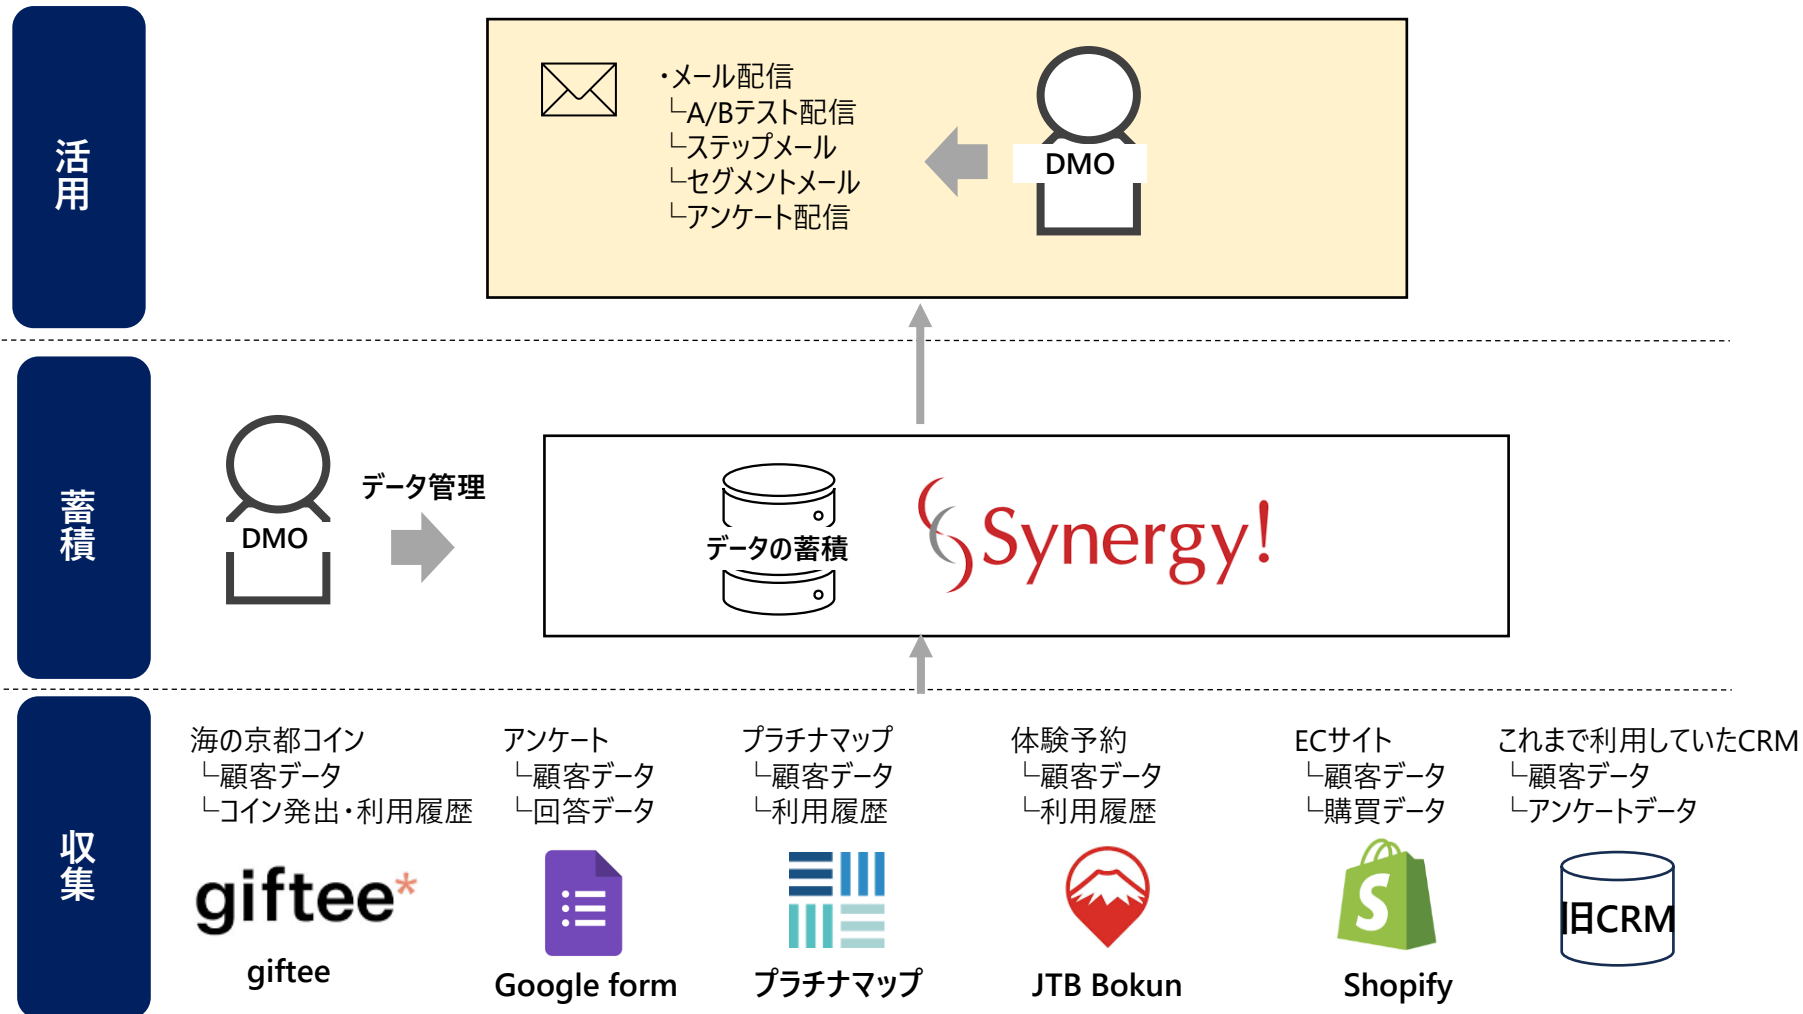 活用
・メール配信
└A/Bテスト配信
└ステップメール
└セグメントメール
└アンケート配信
DMO
蓄積
DMO
データ管理
データの蓄積
Synergy!
収集
海の京都コイン
└顧客データ
└コイン発出・利用履歴
giftee*
giftee
アンケート
└顧客データ
└回答データ
Google form
プラチナマップ
└顧客データ
└利用履歴
プラチナマップ
体験予約
└顧客データ
└利用履歴
JTB Bokun
ECサイト
└顧客データ
└購買データ
S
Shopify
これまで利用していたCRM
└顧客データ
└アンケートデータ
旧CRM